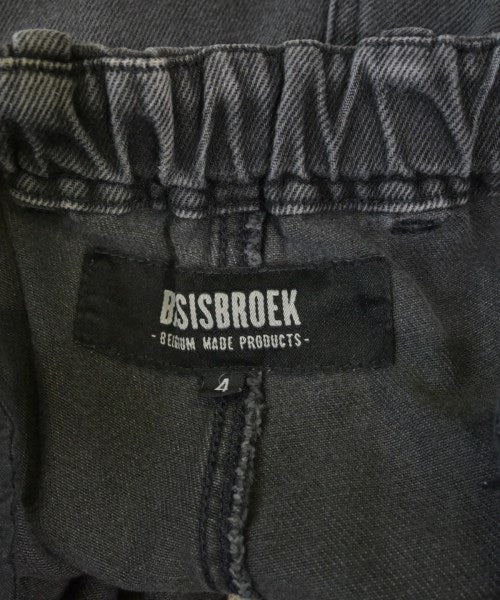 BASISBROEK
- BELGIUM MADE PRODUCTS -
4